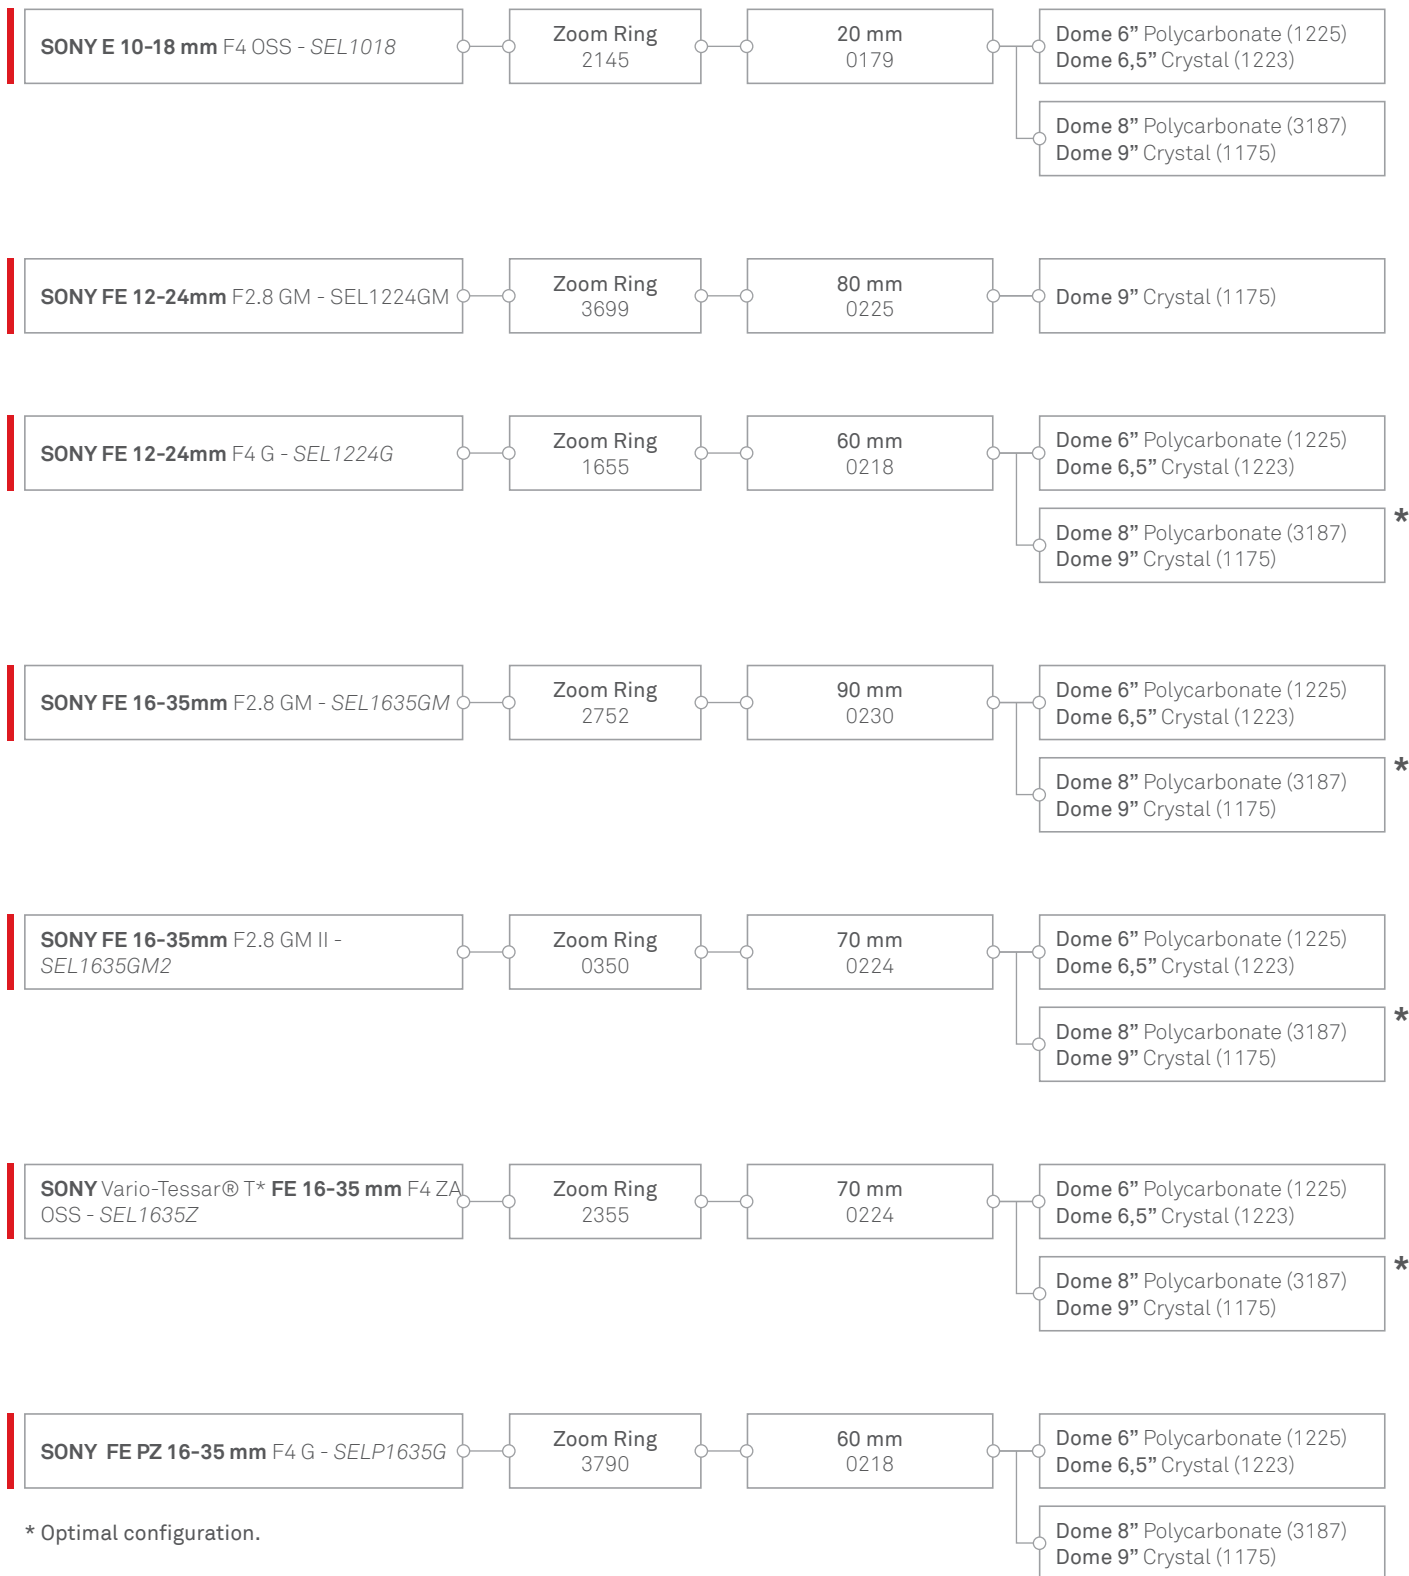 SONY E 10-18 mm F4 OSS - SEL1018
Zoom Ring
2145
20 mm
0179
Dome 6” Polycarbonate (1225)
Dome 6,5” Crystal (1223)
Dome 8” Polycarbonate (3187)
Dome 9” Crystal (1175)
SONY FE 12-24mm F2.8 GM - SEL1224GM
Zoom Ring
3699
80 mm
0225
Dome 9” Crystal (1175)
SONY FE 12-24mm F4 G - SEL1224G
Zoom Ring
1655
60 mm
0218
Dome 6” Polycarbonate (1225)
Dome 6,5” Crystal (1223)
Dome 8” Polycarbonate (3187)
Dome 9” Crystal (1175)
*
SONY FE 16-35mm F2.8 GM - SEL1635GM
Zoom Ring
2752
90 mm
0230
Dome 6” Polycarbonate (1225)
Dome 6,5” Crystal (1223)
Dome 8” Polycarbonate (3187)
Dome 9” Crystal (1175)
*
SONY FE 16-35mm F2.8 GM II -
SEL1635GM2
Zoom Ring
0350
70 mm
0224
Dome 6” Polycarbonate (1225)
Dome 6,5” Crystal (1223)
Dome 8” Polycarbonate (3187)
Dome 9” Crystal (1175)
*
SONY Vario-Tessar® T* FE 16-35 mm F4 ZA
OSS - SEL1635Z
Zoom Ring
2355
70 mm
0224
Dome 6” Polycarbonate (1225)
Dome 6,5” Crystal (1223)
Dome 8” Polycarbonate (3187)
Dome 9” Crystal (1175)
*
SONY FE PZ 16-35 mm F4 G - SELP1635G
Zoom Ring
3790
60 mm
0218
Dome 6” Polycarbonate (1225)
Dome 6,5” Crystal (1223)
Dome 8” Polycarbonate (3187)
Dome 9” Crystal (1175)
* Optimal configuration.